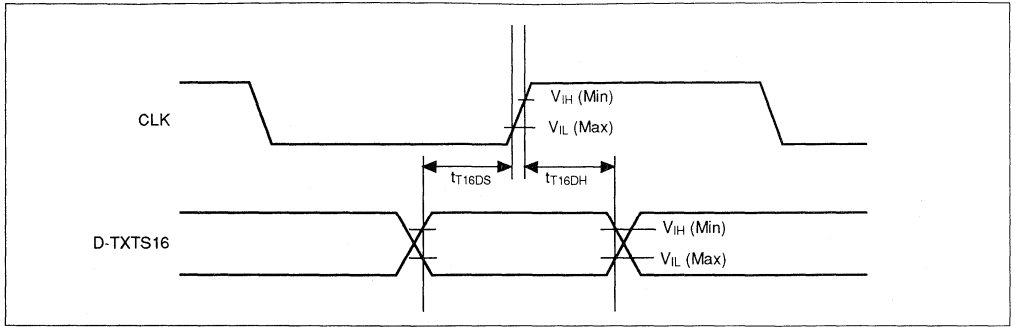 CLK
V_IH (Min)
V_IL (Max)
t_T16DS
t_T16DH
D-TXTS16
V_IH (Min)
V_IL (Max)